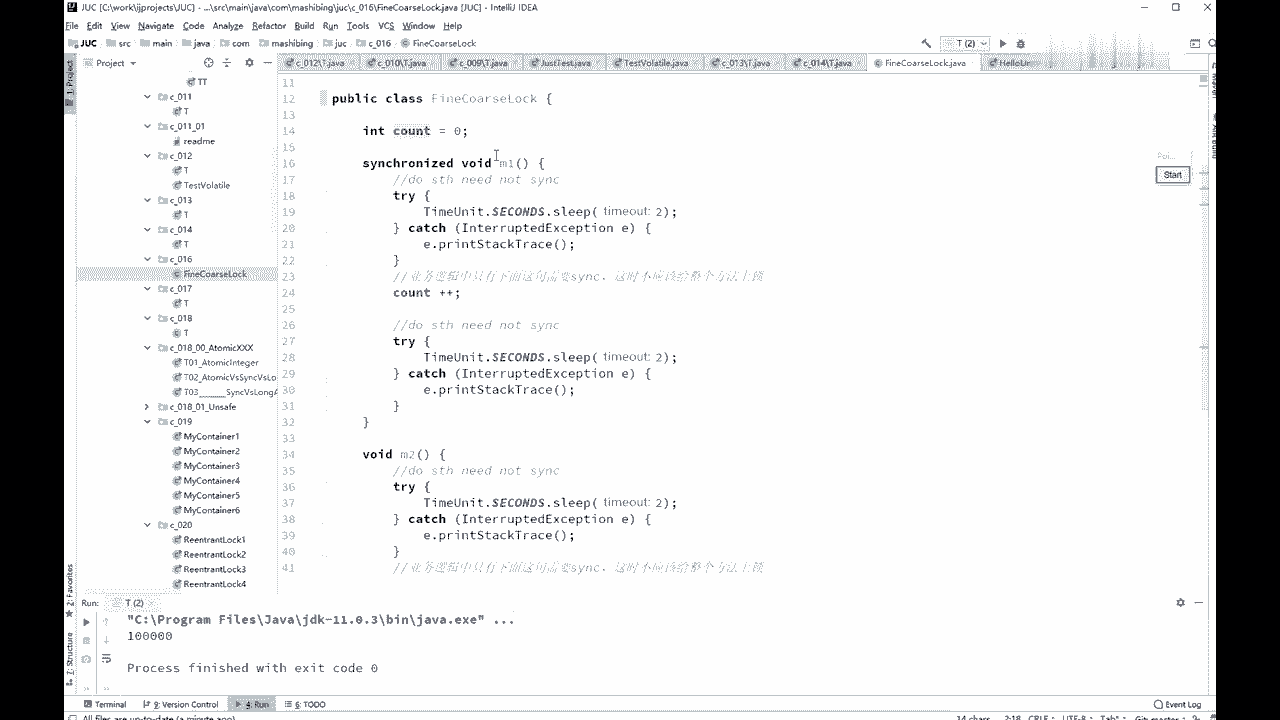 JUC [C:\work\ijprojects\JUC] - ...\src\main\java\com\mashibing\juc\c_016\FineCoarseLock.java [JUC] - IntelliJ IDEA
File Edit View Navigate Code Analyze Refactor Build Run Tools VCS Window Help
JUC src main java com mashibing juc c_016 FineCoarseLock T (2)
Project c_012\T.java c_010\T.java c_009\T.java JustTest.java TestVolatile.java c_013\T.java c_014\T.java FineCoarseLock.java
TT
c_011
T
c_011_01
readme
c_012
T
TestVolatile
c_013
T
c_014
T
c_016
FineCoarseLock
c_017
T
c_018
T
c_018_00_AtomicXXX
T01_AtomicInteger
T02_AtomicVsSyncVsLo
c_018_01_Unsafe
c_019
MyContainer1
MyContainer2
MyContainer3
MyContainer4
MyContainer5
MyContainer6
c_020
ReentrantLock1
ReentrantLock2
ReentrantLock3
ReentrantLock4
11
12 public class FineCoarseLock {
13
14 int count = 0;
15
16 synchronized void m1() {
17 //do sth need not sync
18 try {
19 TimeUnit.SECONDS.sleep( timeout: 2);
20 } catch (InterruptedException e) {
21 e.printStackTrace();
22 }
23 //业务逻辑中只有下面这句需要sync，这时不应该给整个方法上锁
24 count ++;
25
26 //do sth need not sync
27 try {
28 TimeUnit.SECONDS.sleep( timeout: 2);
29 } catch (InterruptedException e) {
30 e.printStackTrace();
31 }
32 }
33
34 void m2() {
35 //do sth need not sync
36 try {
37 TimeUnit.SECONDS.sleep( timeout: 2);
38 } catch (InterruptedException e) {
39 e.printStackTrace();
40 }
41 //业务逻辑中只有下面这句需要sync，这时不应该给整个方法上锁
Start
1: Project
2: Favorites
7: Structure
Run: T (2)
"C:\Program Files\Java\jdk-11.0.3\bin\java.exe" ...
100000
Process finished with exit code 0
Terminal 9: Version Control 4: Run 6: TODO Event Log
All files are up-to-date (a minute ago) 14 chars 2:18 CRLF UTF-8